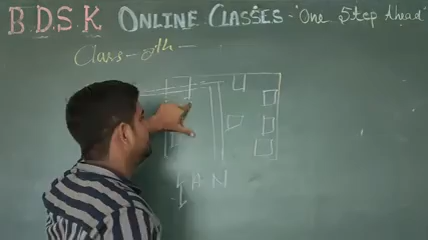 B.D.S.K ONLINE CLASSES - "One Step Ahead"
Class - 8th -
LAN